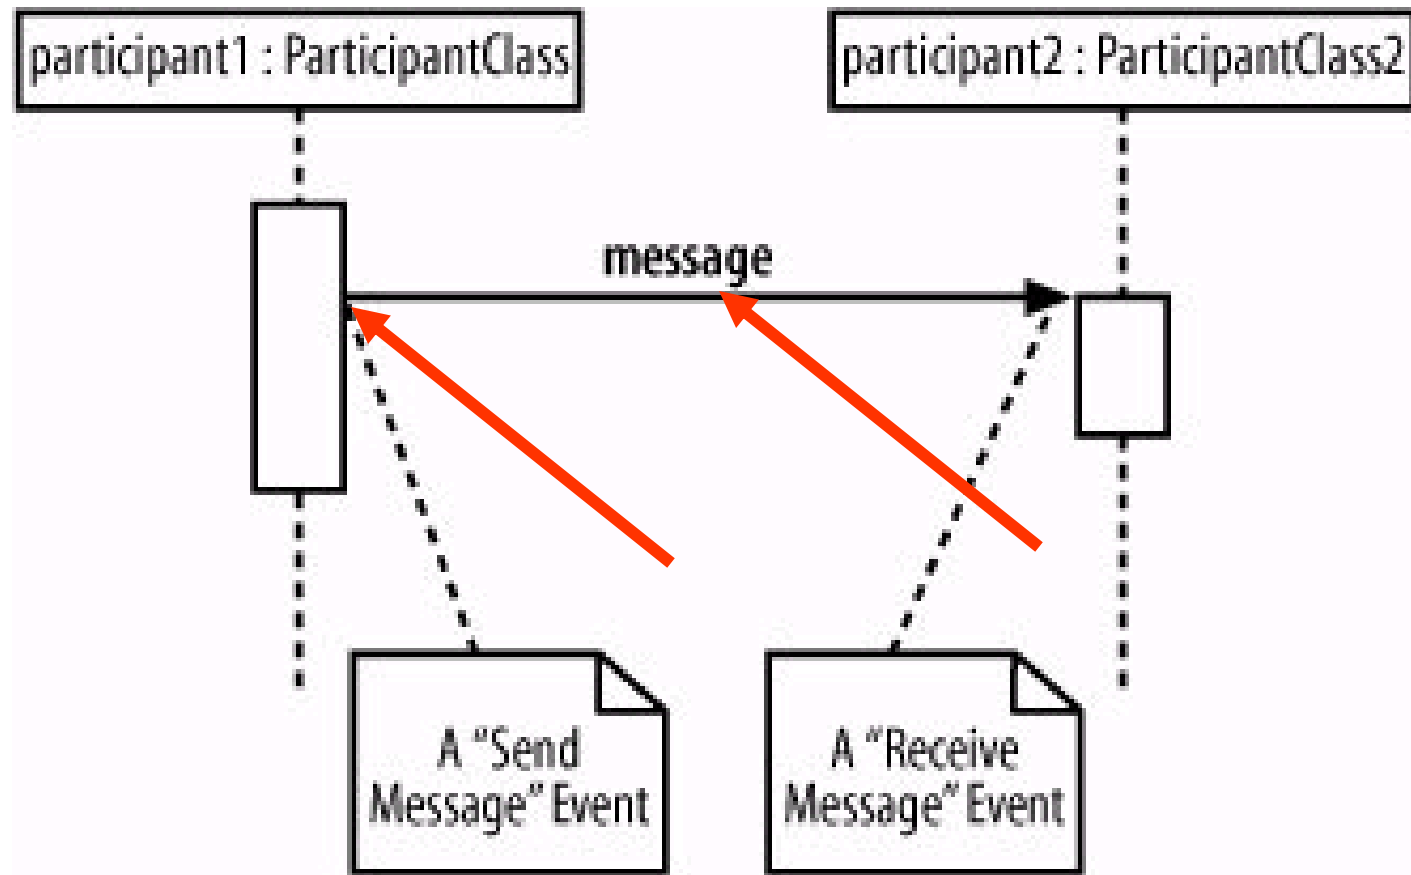 participant1 : ParticipantClass
participant2 : ParticipantClass2
message
A “Send
Message” Event
A “Receive
Message” Event